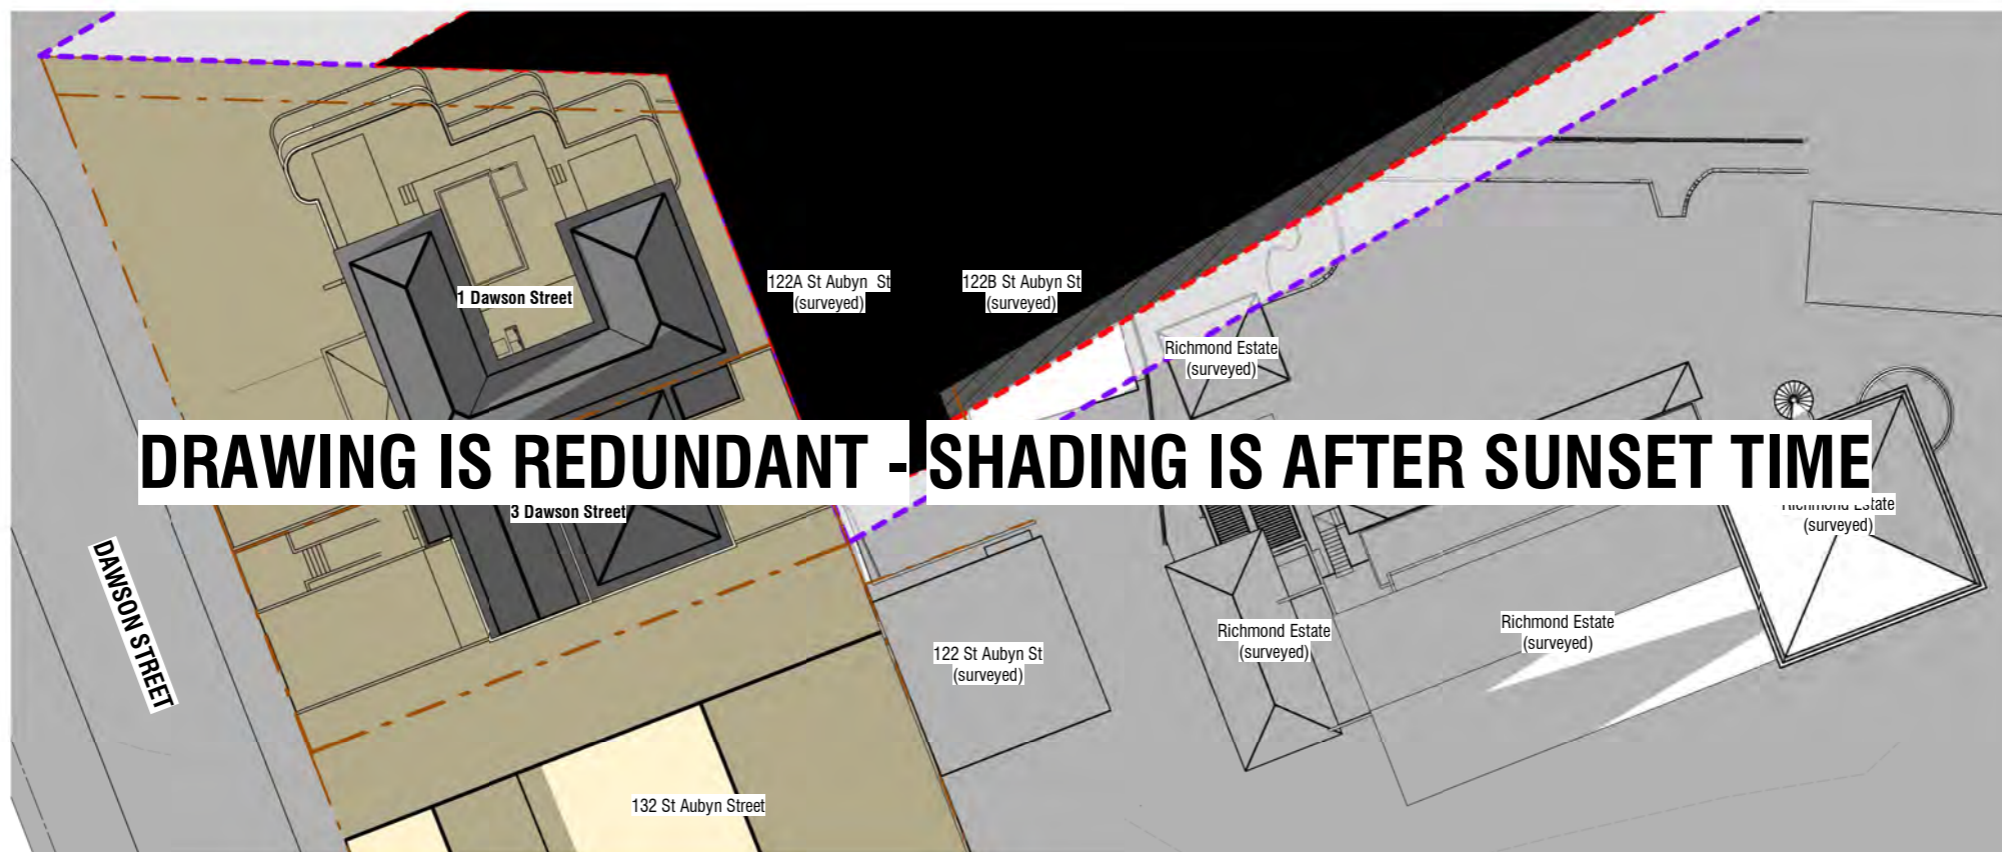 122A St Aubyn St
(surveyed)
122B St Aubyn St
(surveyed)
1 Dawson Street
Richmond Estate
(surveyed)
DRAWING IS REDUNDANT - SHADING IS AFTER SUNSET TIME
3 Dawson Street
Richmond Estate
(surveyed)
DAWSON STREET
122 St Aubyn St
(surveyed)
Richmond Estate
(surveyed)
Richmond Estate
(surveyed)
132 St Aubyn Street